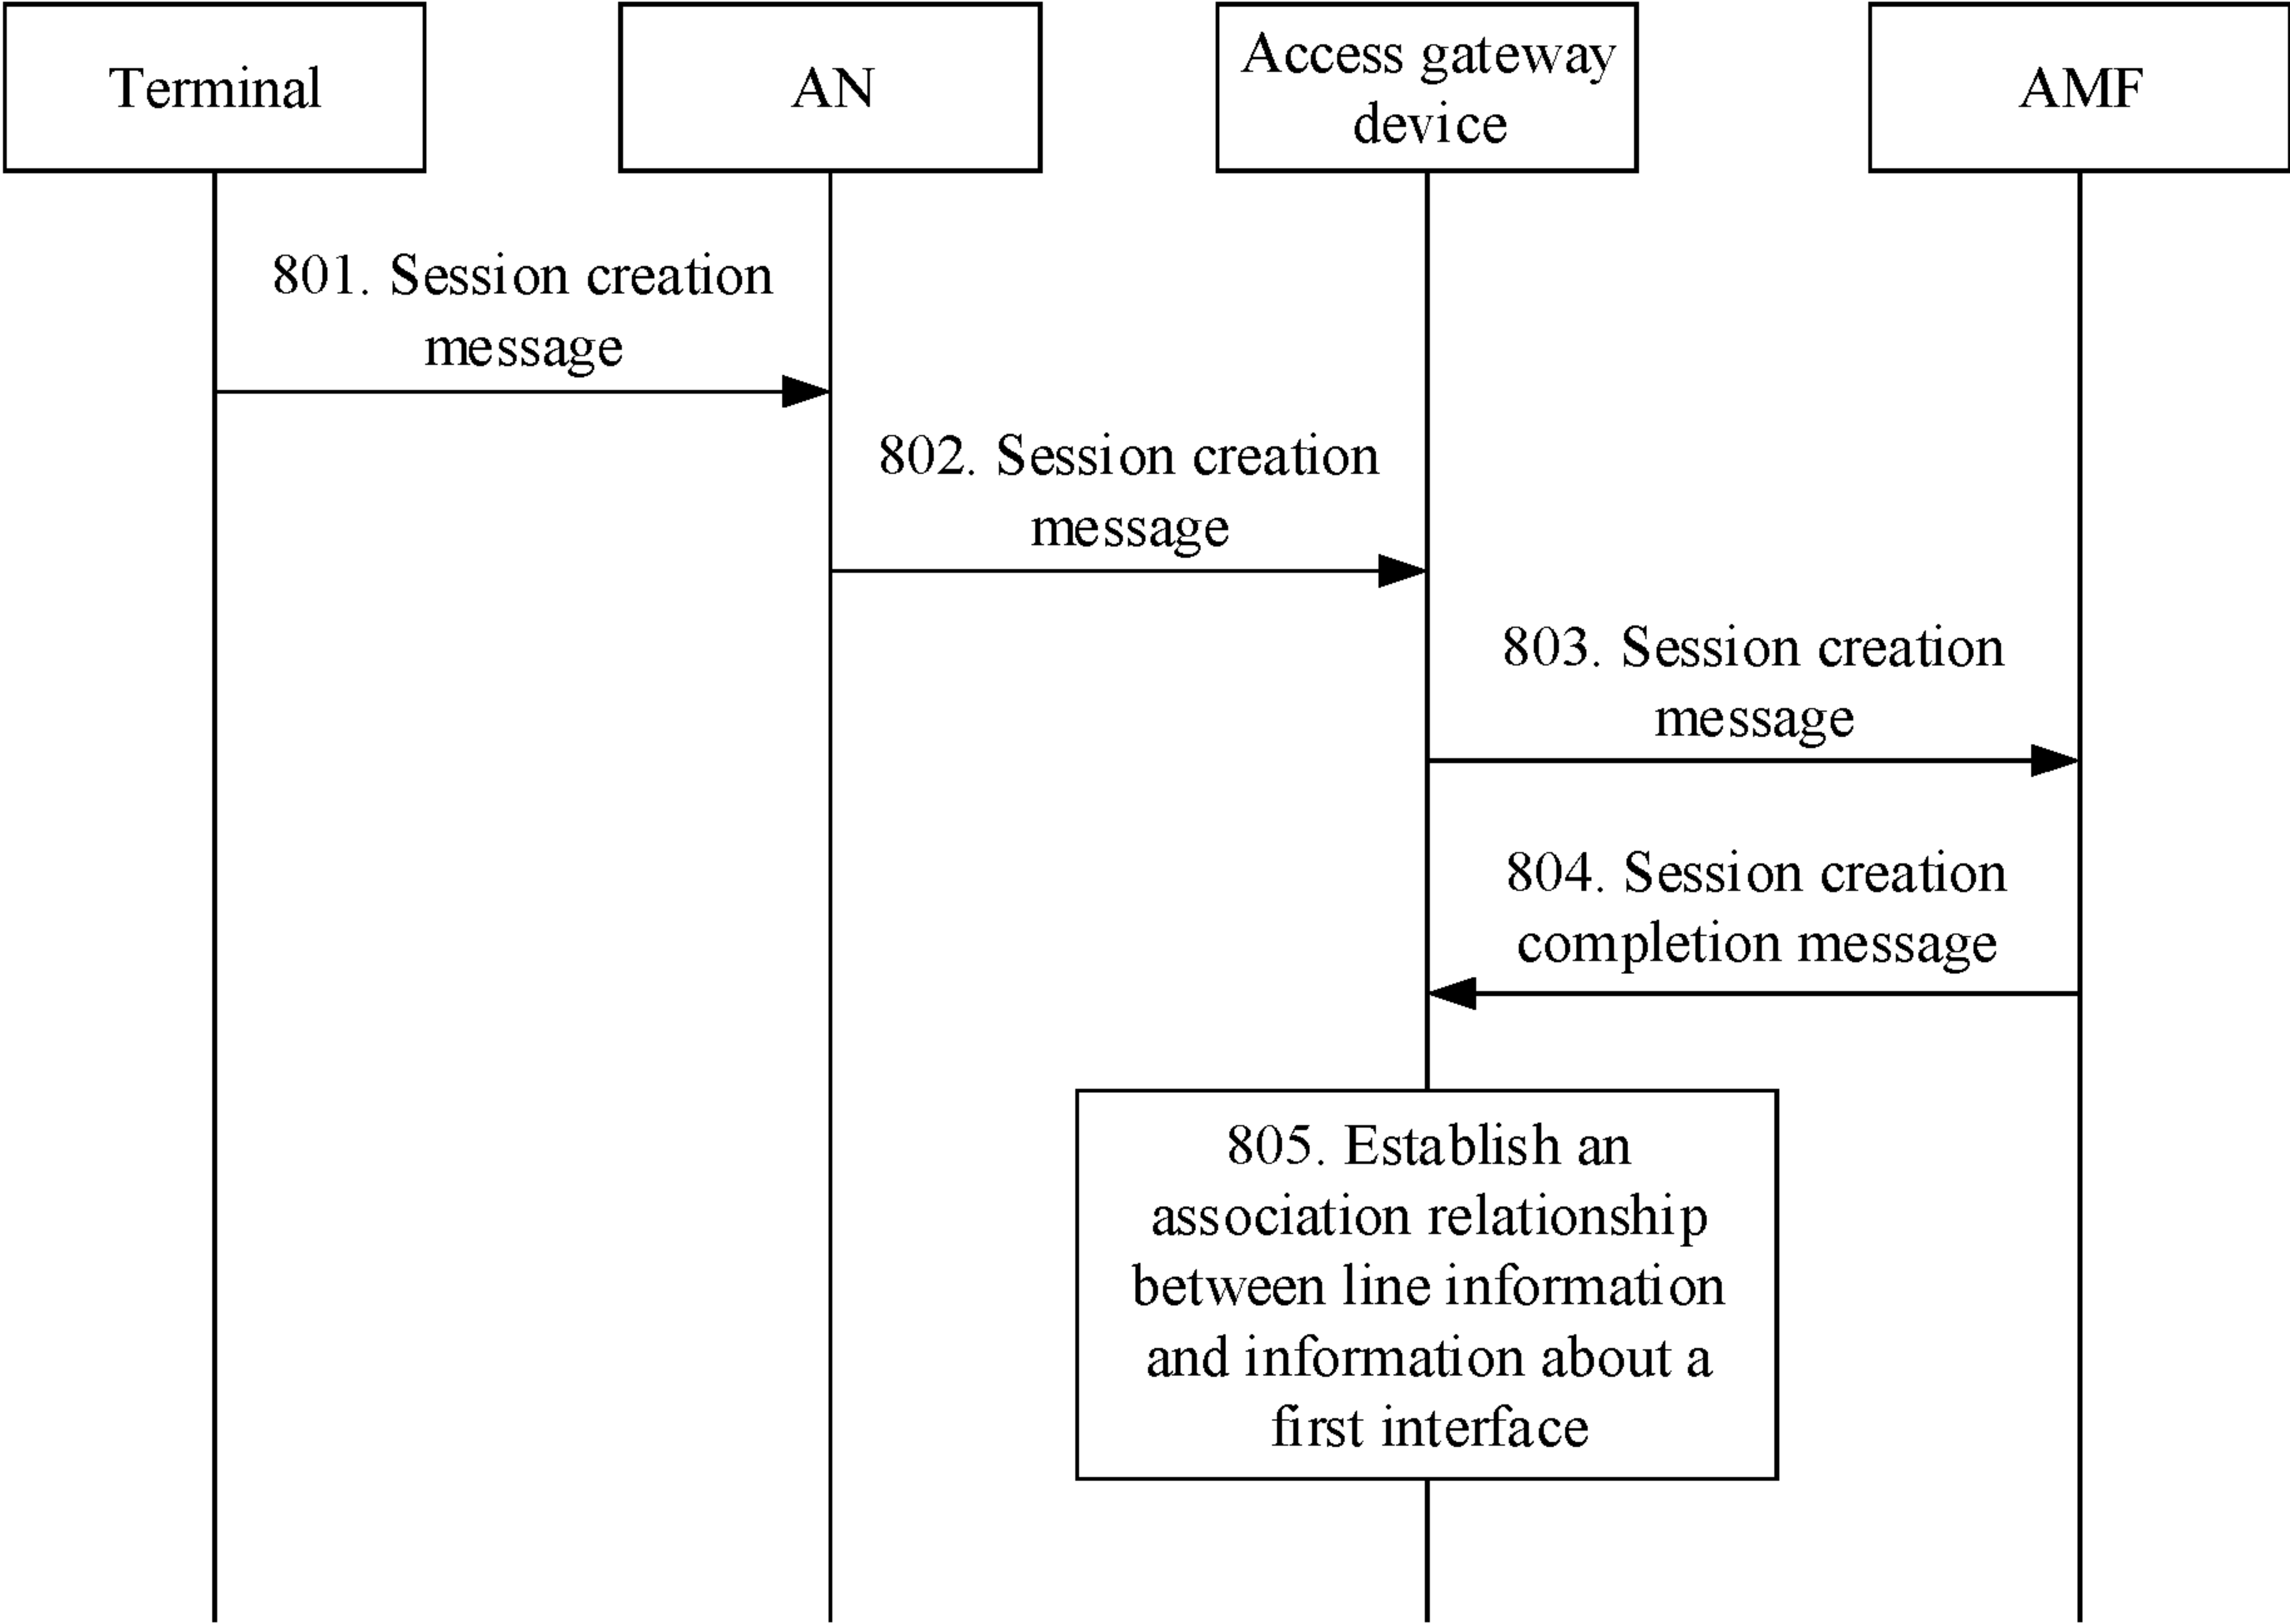 Terminal
AN
Access gateway
device
AMF
801. Session creation
message
802. Session creation
message
803. Session creation
message
804. Session creation
completion message
805. Establish an
association relationship
between line information
and information about a
first interface